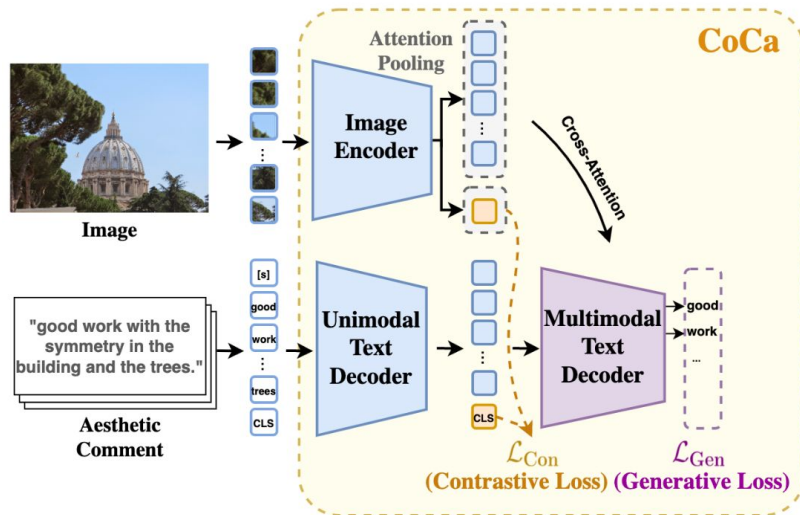 CoCa
Attention
Pooling
Image
Encoder
Cross-Attention
Image
[s]
good
work
trees
CLS
"good work with the
symmetry in the
building and the trees."
Aesthetic
Comment
Unimodal
Text
Decoder
CLS
Multimodal
Text
Decoder
good
work
...
ℒCon
(Contrastive Loss)
ℒGen
(Generative Loss)